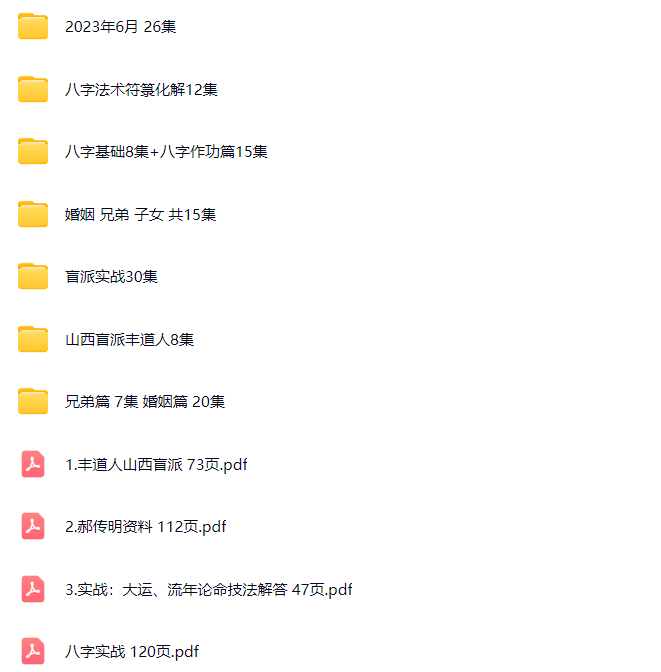 2023年6月 26集
八字法术符箓化解12集
八字基础8集+八字作功篇15集
婚姻 兄弟 子女 共15集
盲派实战30集
山西盲派丰道人8集
兄弟篇 7集 婚姻篇 20集
1.丰道人山西盲派 73页.pdf
2.郝传明资料 112页.pdf
3.实战：大运、流年论命技法解答 47页.pdf
八字实战 120页.pdf